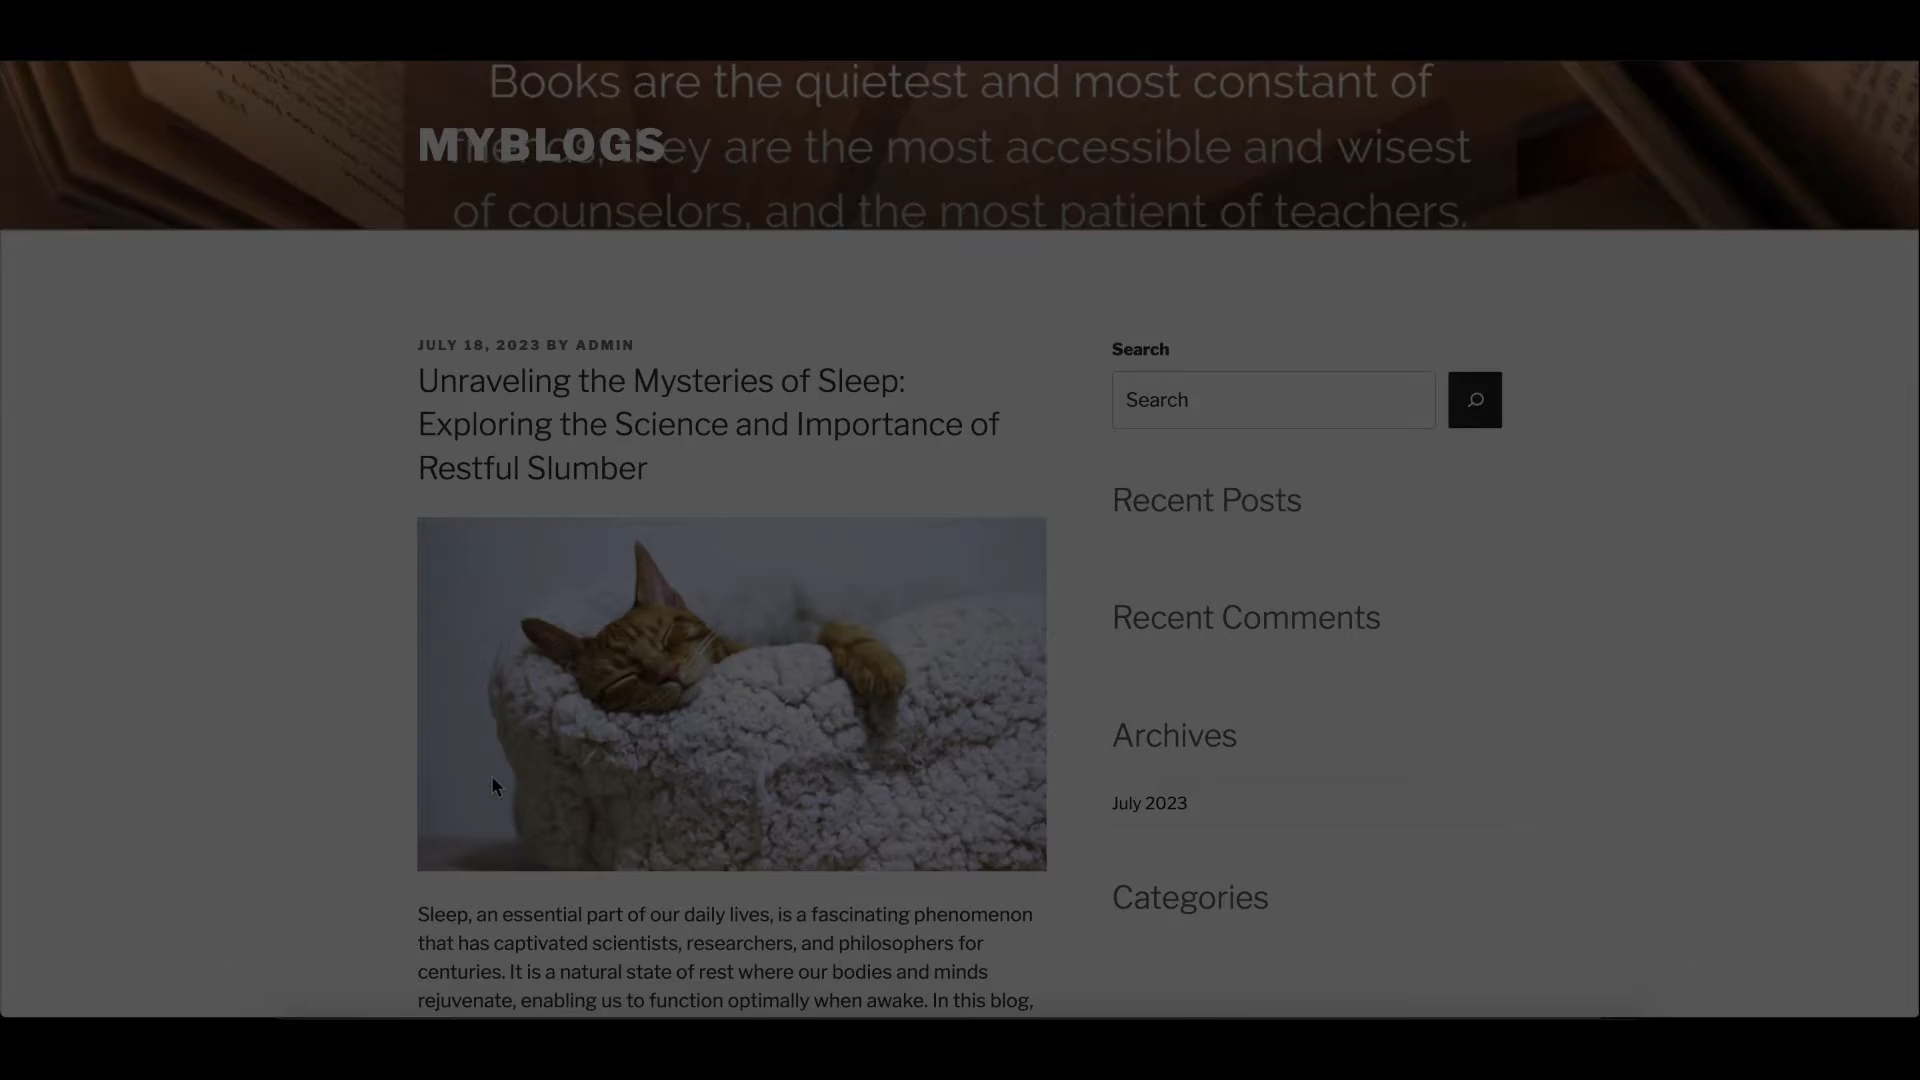 Books are the quietest and most constant of
MYBLOGS
they are the most accessible and wisest
of counselors, and the most patient of teachers.
JULY 18, 2023 BY ADMIN
Unraveling the Mysteries of Sleep:
Exploring the Science and Importance of
Restful Slumber
Sleep, an essential part of our daily lives, is a fascinating phenomenon
that has captivated scientists, researchers, and philosophers for
centuries. It is a natural state of rest where our bodies and minds
rejuvenate, enabling us to function optimally when awake. In this blog,
Search
Search
Recent Posts
Recent Comments
Archives
July 2023
Categories